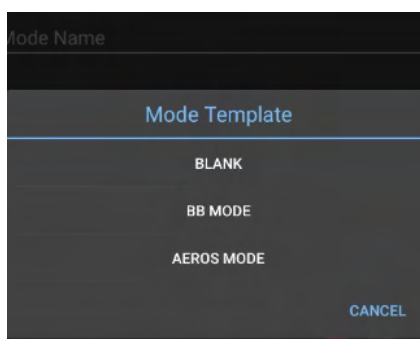 Mode Name
Mode Template
BLANK
BB MODE
AEROS MODE
CANCEL